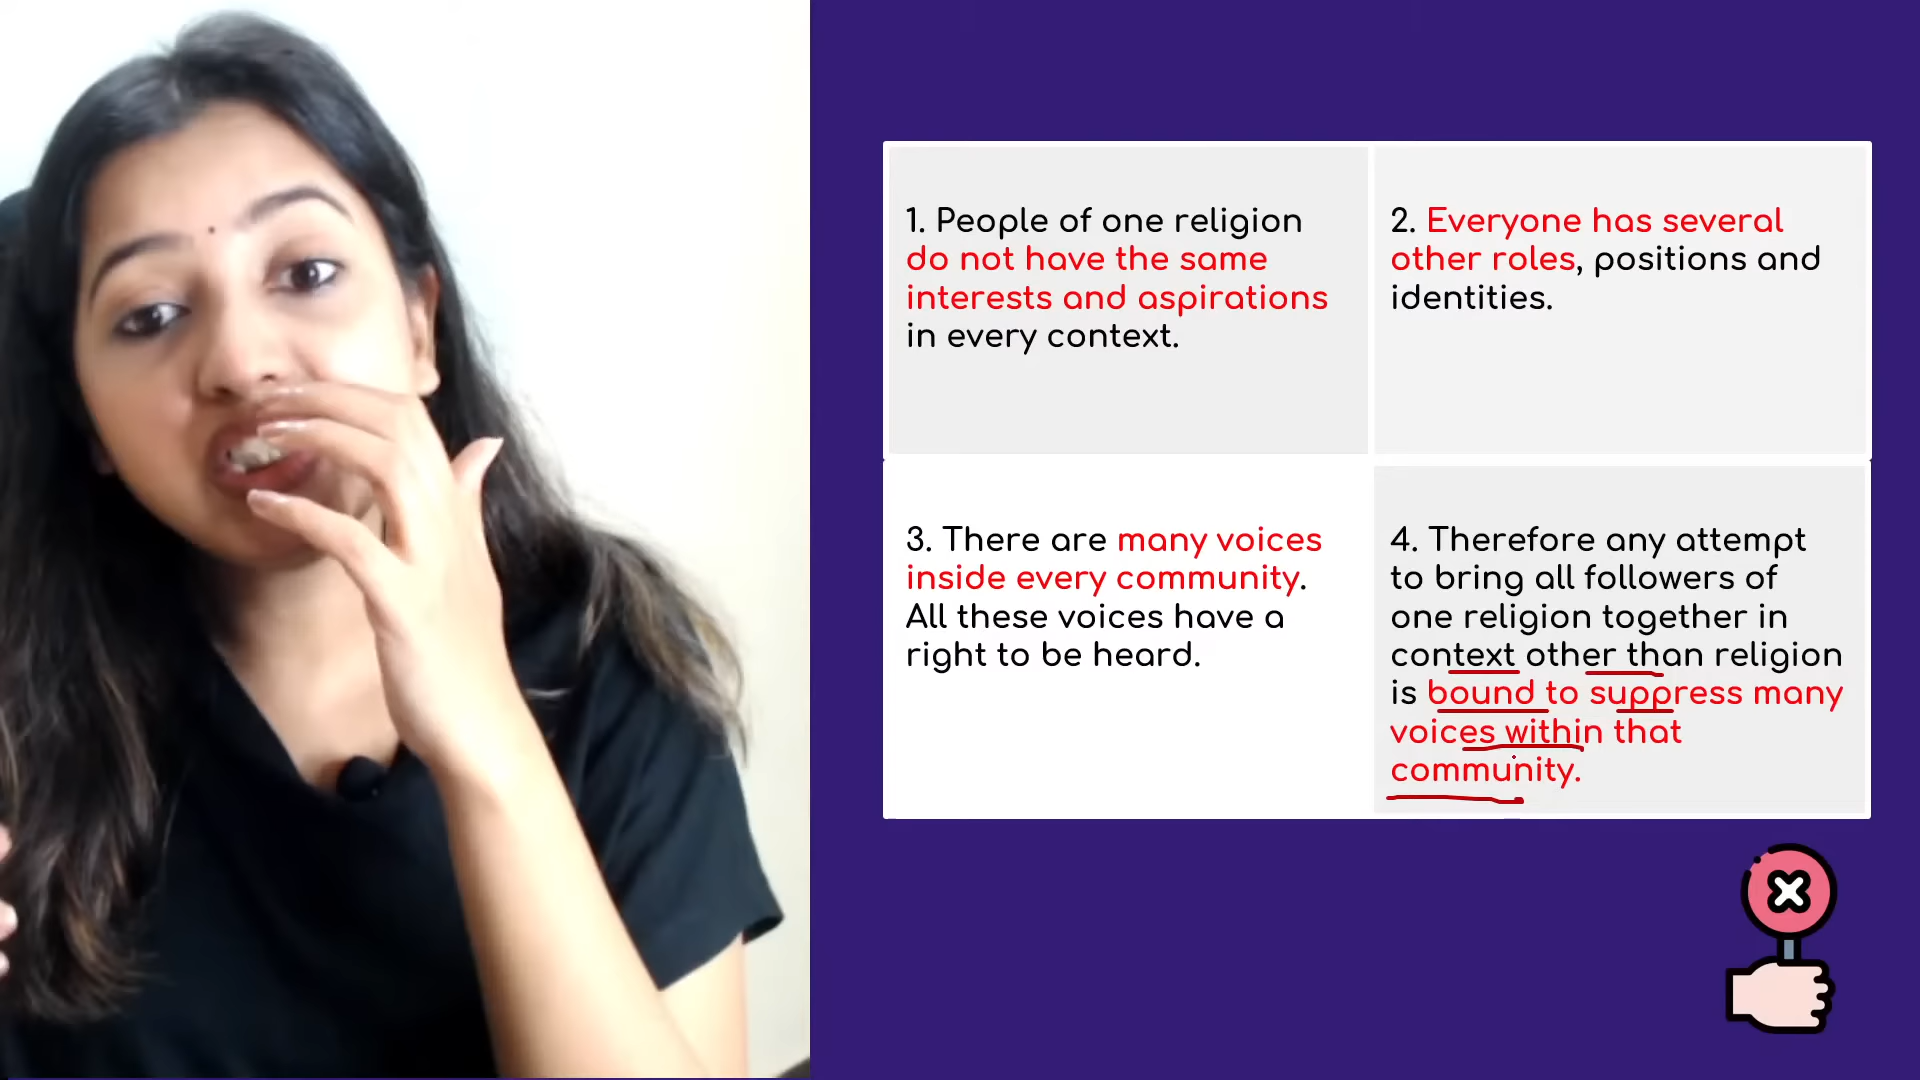 1. People of one religion
do not have the same
interests and aspirations
in every context.
2. Everyone has several
other roles, positions and
identities.
3. There are many voices
inside every community.
All these voices have a
right to be heard.
4. Therefore any attempt
to bring all followers of
one religion together in
context other than religion
is bound to suppress many
voices within that
community.